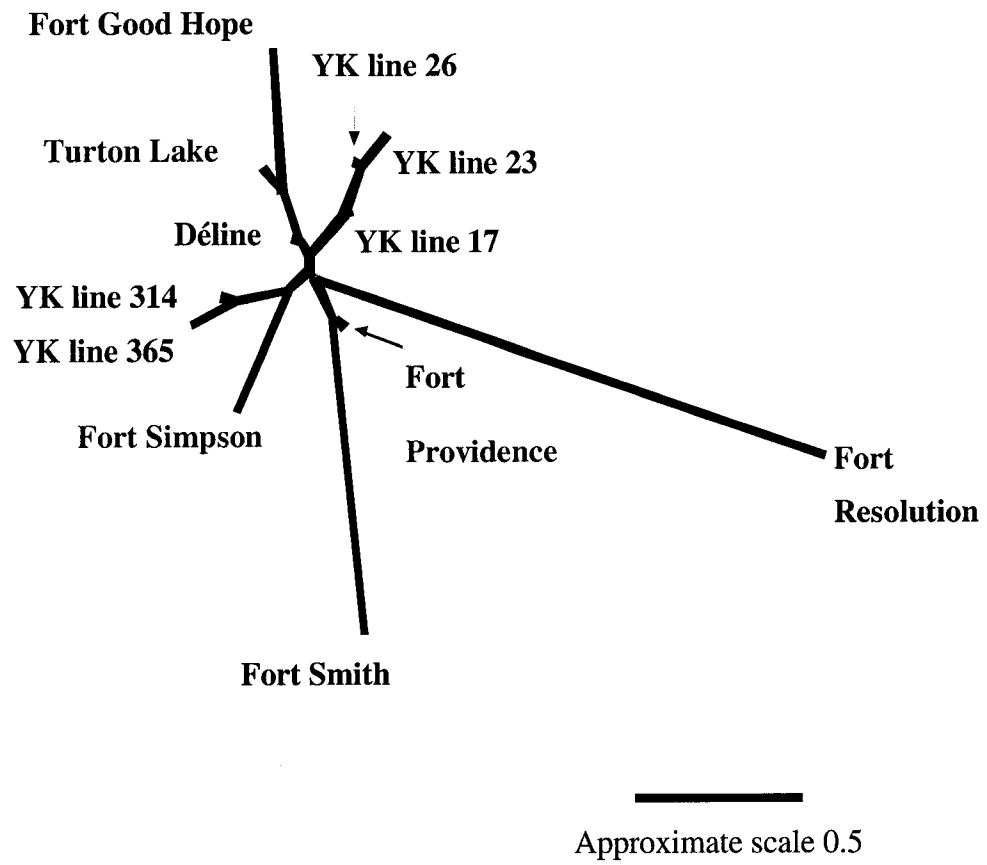 Fort Good Hope
YK line 26
Turton Lake
YK line 23
Déline
YK line 17
YK line 314
YK line 365
Fort
Providence
Fort Simpson
Fort
Resolution
Fort Smith
Approximate scale 0.5